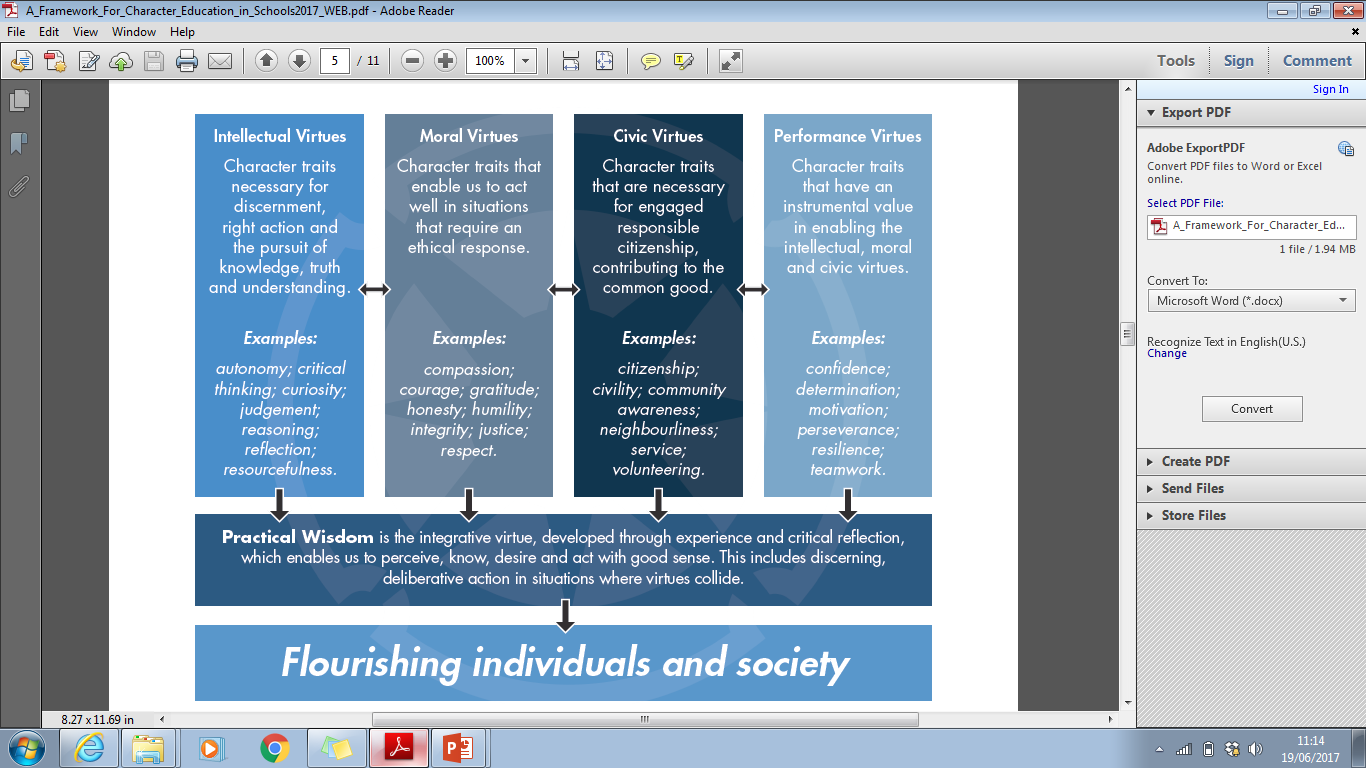 A_Framework_For_Character_Education_in_Schools2017_WEB.pdf - Adobe Reader
File Edit View Window Help
5 / 11 100% Tools Sign Comment
Sign In
Intellectual Virtues
Character traits
necessary for
discernment,
right action and
the pursuit of
knowledge, truth
and understanding.
Examples:
autonomy; critical
thinking; curiosity;
judgement;
reasoning;
reflection;
resourcefulness.
Moral Virtues
Character traits that
enable us to act
well in situations
that require an
ethical response.
Examples:
compassion;
courage; gratitude;
honesty; humility;
integrity; justice;
respect.
Civic Virtues
Character traits
that are necessary
for engaged
responsible
citizenship,
contributing to the
common good.
Examples:
citizenship;
civility; community
awareness;
neighbourliness;
service;
volunteering.
Performance Virtues
Character traits
that have an
instrumental value
in enabling the
intellectual, moral
and civic virtues.
Examples:
confidence;
determination;
motivation;
perseverance;
resilience;
teamwork.
Practical Wisdom is the integrative virtue, developed through experience and critical reflection,
which enables us to perceive, know, desire and act with good sense. This includes discerning,
deliberative action in situations where virtues collide.
Flourishing individuals and society
Export PDF
Adobe ExportPDF
Convert PDF files to Word or Excel
online.
Select PDF File:
A_Framework_For_Character_Ed...
1 file / 1.94 MB
Convert To:
Microsoft Word (*.docx)
Recognize Text in English(U.S.)
Change
Convert
Create PDF
Send Files
Store Files
8.27 x 11.69 in
11:14
19/06/2017